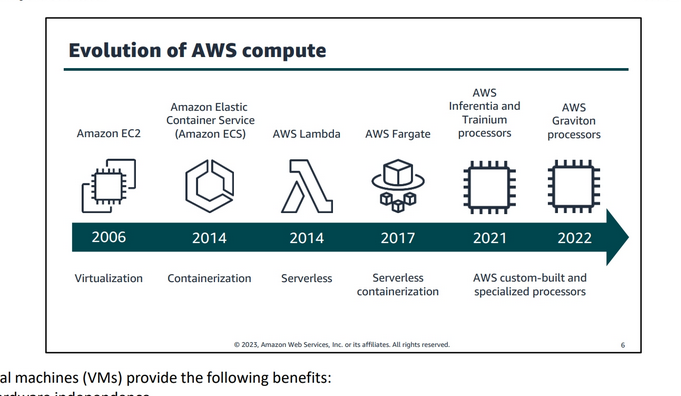 Evolution of AWS compute
Amazon EC2
Amazon Elastic
Container Service
(Amazon ECS)
AWS Lambda
AWS Fargate
AWS
Inferentia and
Trainium
processors
AWS
Graviton
processors
2006
2014
2014
2017
2021
2022
Virtualization
Containerization
Serverless
Serverless
containerization
AWS custom-built and
specialized processors
© 2023, Amazon Web Services, Inc. or its affiliates. All rights reserved.
6
al machines (VMs) provide the following benefits: